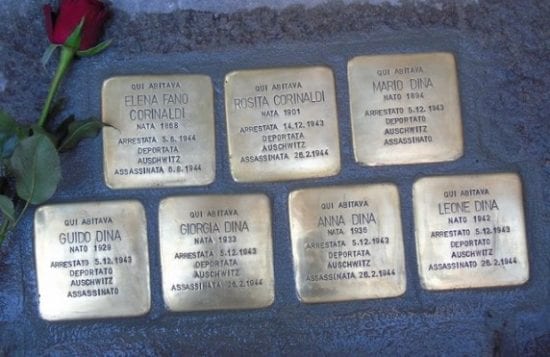 QUI ABITAVA
ELENA FANO
CORINALDI
NATA 1868
ARRESTATA 5.6.1944
DEPORTATA
AUSCHWITZ
ASSASSINATA 6.8.1944
QUI ABITAVA
ROSITA CORINALDI
NATA 1901
ARRESTATA 14.12.1943
DEPORTATA
AUSCHWITZ
ASSASSINATA 26.2.1944
QUI ABITAVA
MARIO DINA
NATO 1894
ARRESTATO 5.12.1943
DEPORTATO
AUSCHWITZ
ASSASSINATO
QUI ABITAVA
GUIDO DINA
NATO 1929
ARRESTATO 5.12.1943
DEPORTATO
AUSCHWITZ
ASSASSINATO
QUI ABITAVA
GIORGIA DINA
NATA 1933
ARRESTATA 5.12.1943
DEPORTATA
AUSCHWITZ
ASSASSINATA 26.2.1944
QUI ABITAVA
ANNA DINA
NATA 1935
ARRESTATA 5.12.1943
DEPORTATA
AUSCHWITZ
ASSASSINATA 26.2.1944
QUI ABITAVA
LEONE DINA
NATO 1942
ARRESTATO 5.12.1943
DEPORTATO
AUSCHWITZ
ASSASSINATO 26.2.1944